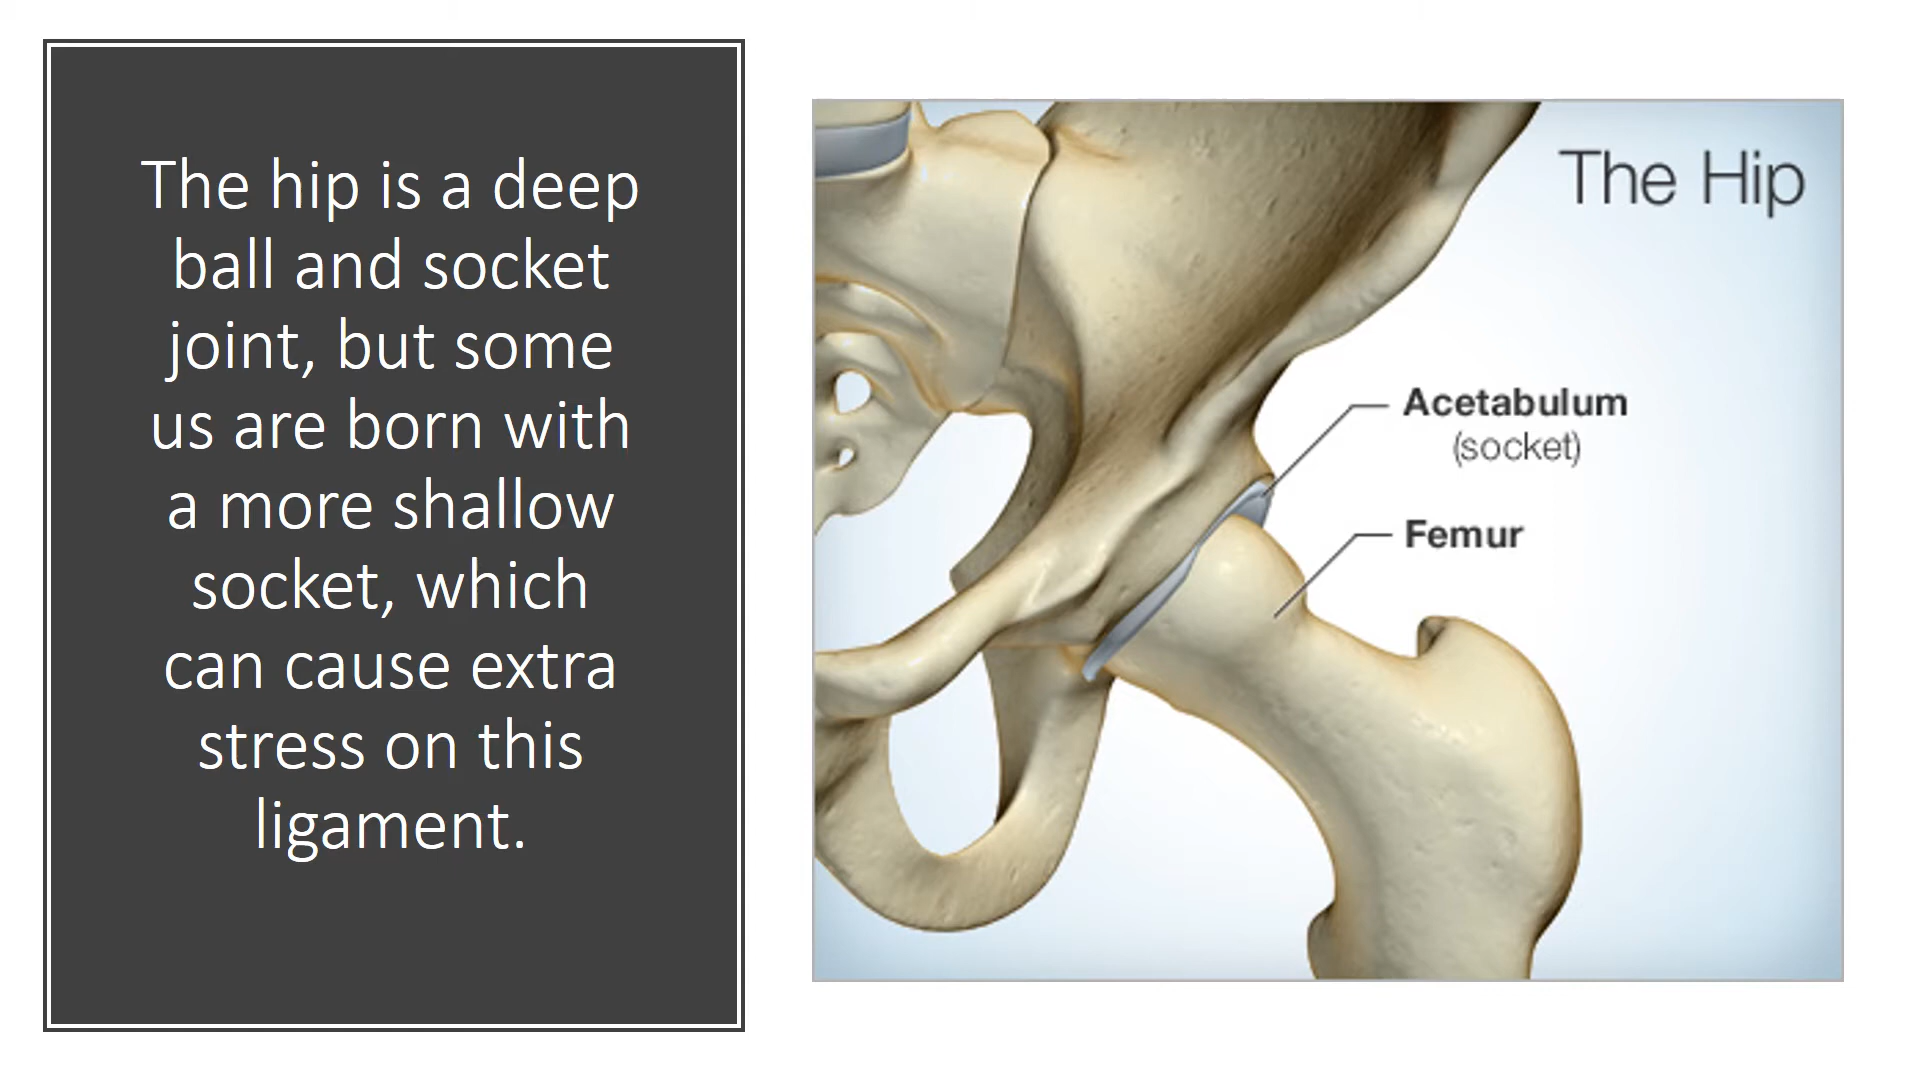 The hip is a deep
ball and socket
joint, but some
us are born with
a more shallow
socket, which
can cause extra
stress on this
ligament.
The Hip
Acetabulum
(socket)
Femur